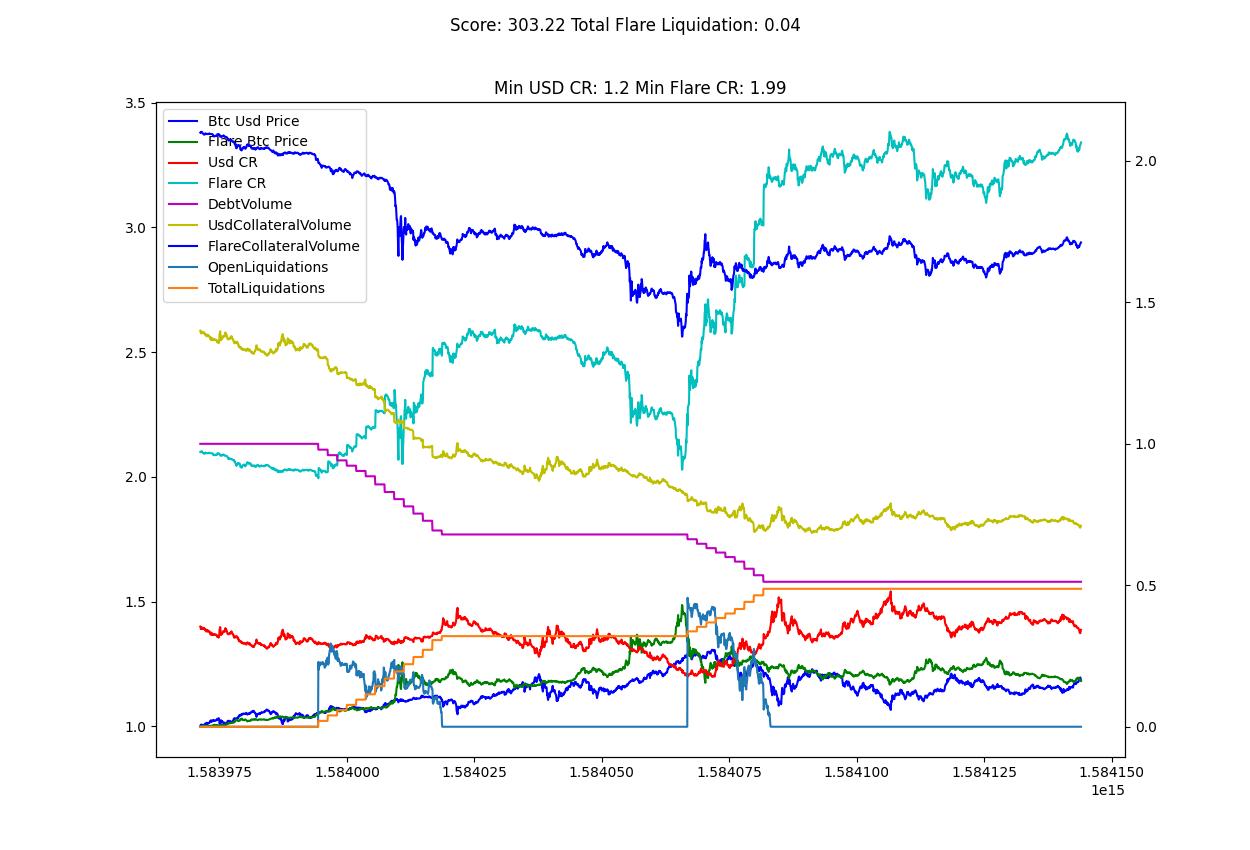 Score: 303.22 Total Flare Liquidation: 0.04
Min USD CR: 1.2 Min Flare CR: 1.99
3.5
3.0
2.5
2.0
1.5
1.0
Btc Usd Price
Flare Btc Price
Usd CR
Flare CR
DebtVolume
UsdCollateralVolume
FlareCollateralVolume
OpenLiquidations
TotalLiquidations
2.0
1.5
1.0
0.5
0.0
1.583975 1.584000 1.584025 1.584050 1.584075 1.584100 1.584125 1.584150
1e15